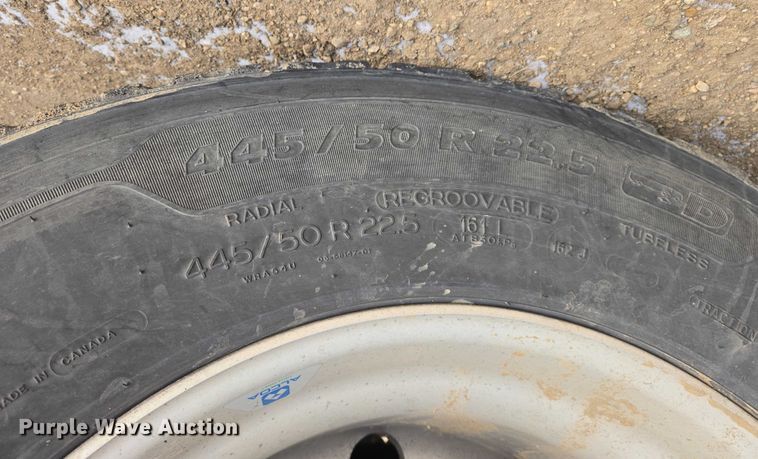 445/50 R 22.5
D
RADIAL
(REGROOVABLE)
445/50 R 22.5
161 L
152 J
TUBELESS
TRACTION
MADE IN CANADA
ALCOA
Purple Wave Auction